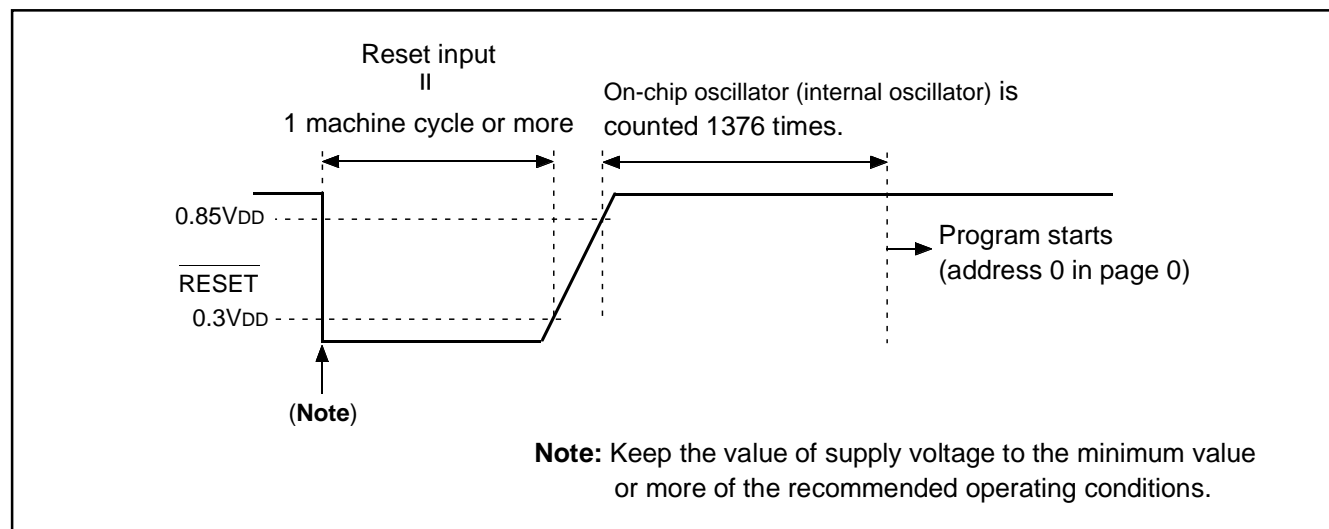 Reset input
=
1 machine cycle or more
On-chip oscillator (internal oscillator) is
counted 1376 times.
0.85VDD
RESET
0.3VDD
Program starts
(address 0 in page 0)
(Note)
Note: Keep the value of supply voltage to the minimum value
or more of the recommended operating conditions.